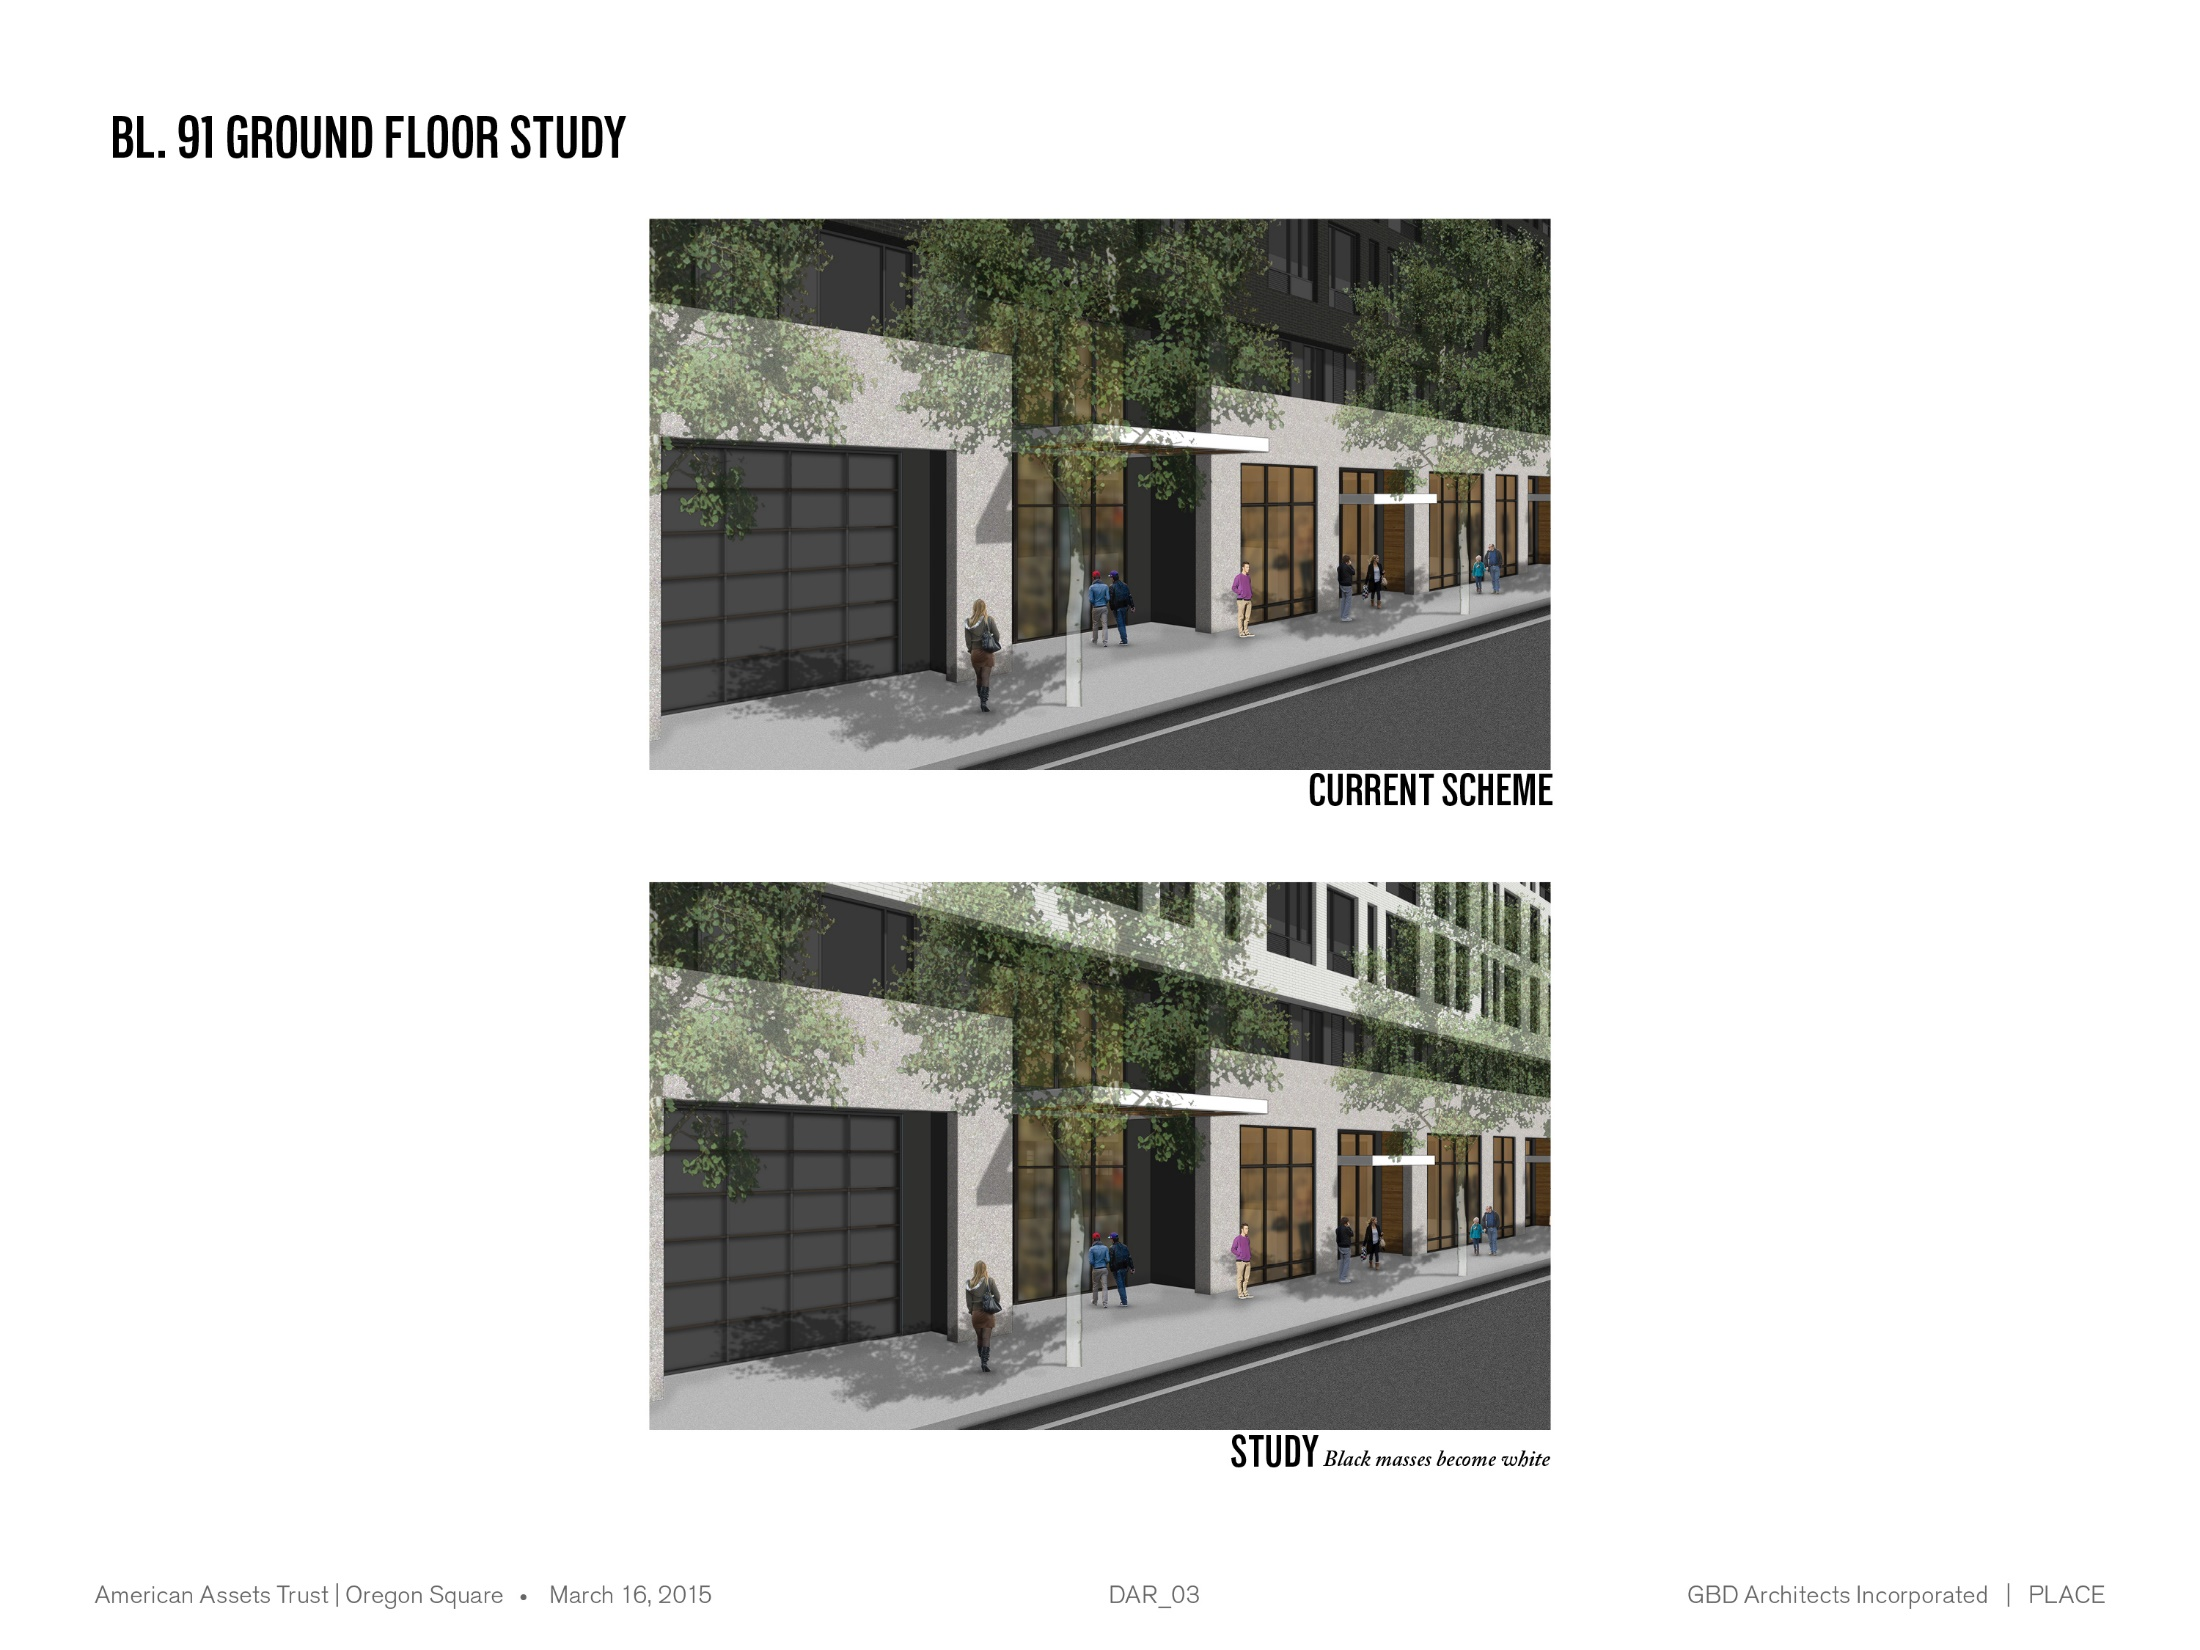 BL. 91 GROUND FLOOR STUDY
CURRENT SCHEME
STUDY Black masses become white
American Assets Trust | Oregon Square • March 16, 2015
DAR_03
GBD Architects Incorporated | PLACE